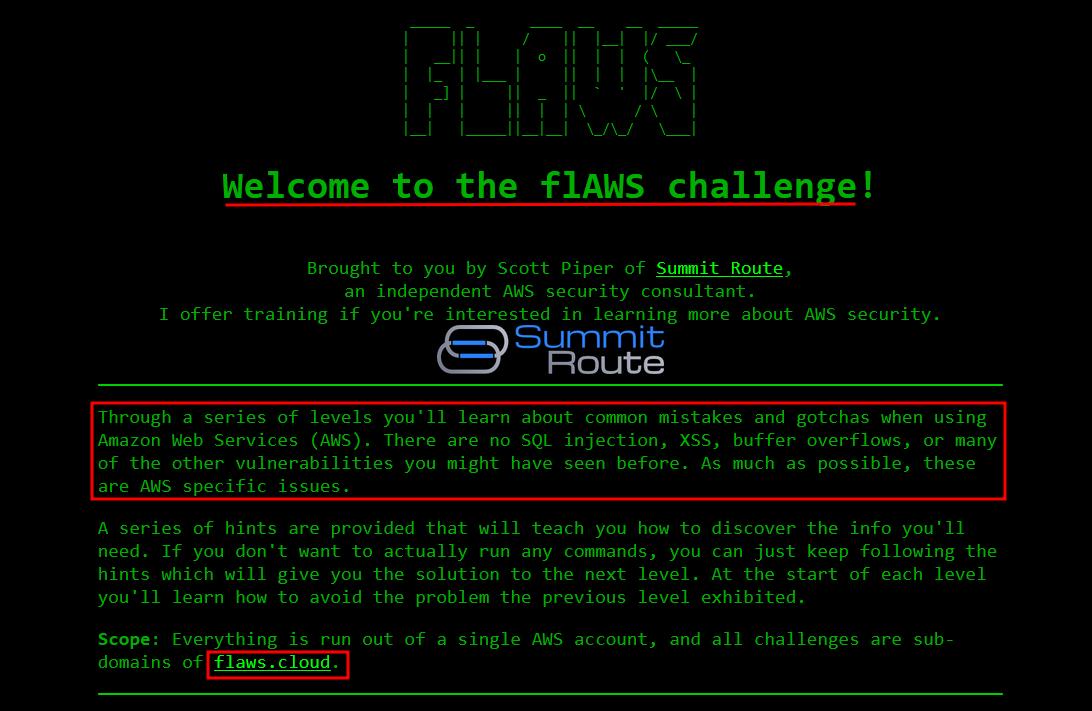 FLAWS
Welcome to the flAWS challenge!
Brought to you by Scott Piper of Summit Route,
an independent AWS security consultant.
I offer training if you're interested in learning more about AWS security.
Summit
Route
Through a series of levels you'll learn about common mistakes and gotchas when using
Amazon Web Services (AWS). There are no SQL injection, XSS, buffer overflows, or many
of the other vulnerabilities you might have seen before. As much as possible, these
are AWS specific issues.
A series of hints are provided that will teach you how to discover the info you'll
need. If you don't want to actually run any commands, you can just keep following the
hints which will give you the solution to the next level. At the start of each level
you'll learn how to avoid the problem the previous level exhibited.
Scope: Everything is run out of a single AWS account, and all challenges are sub-
domains of flaws.cloud.